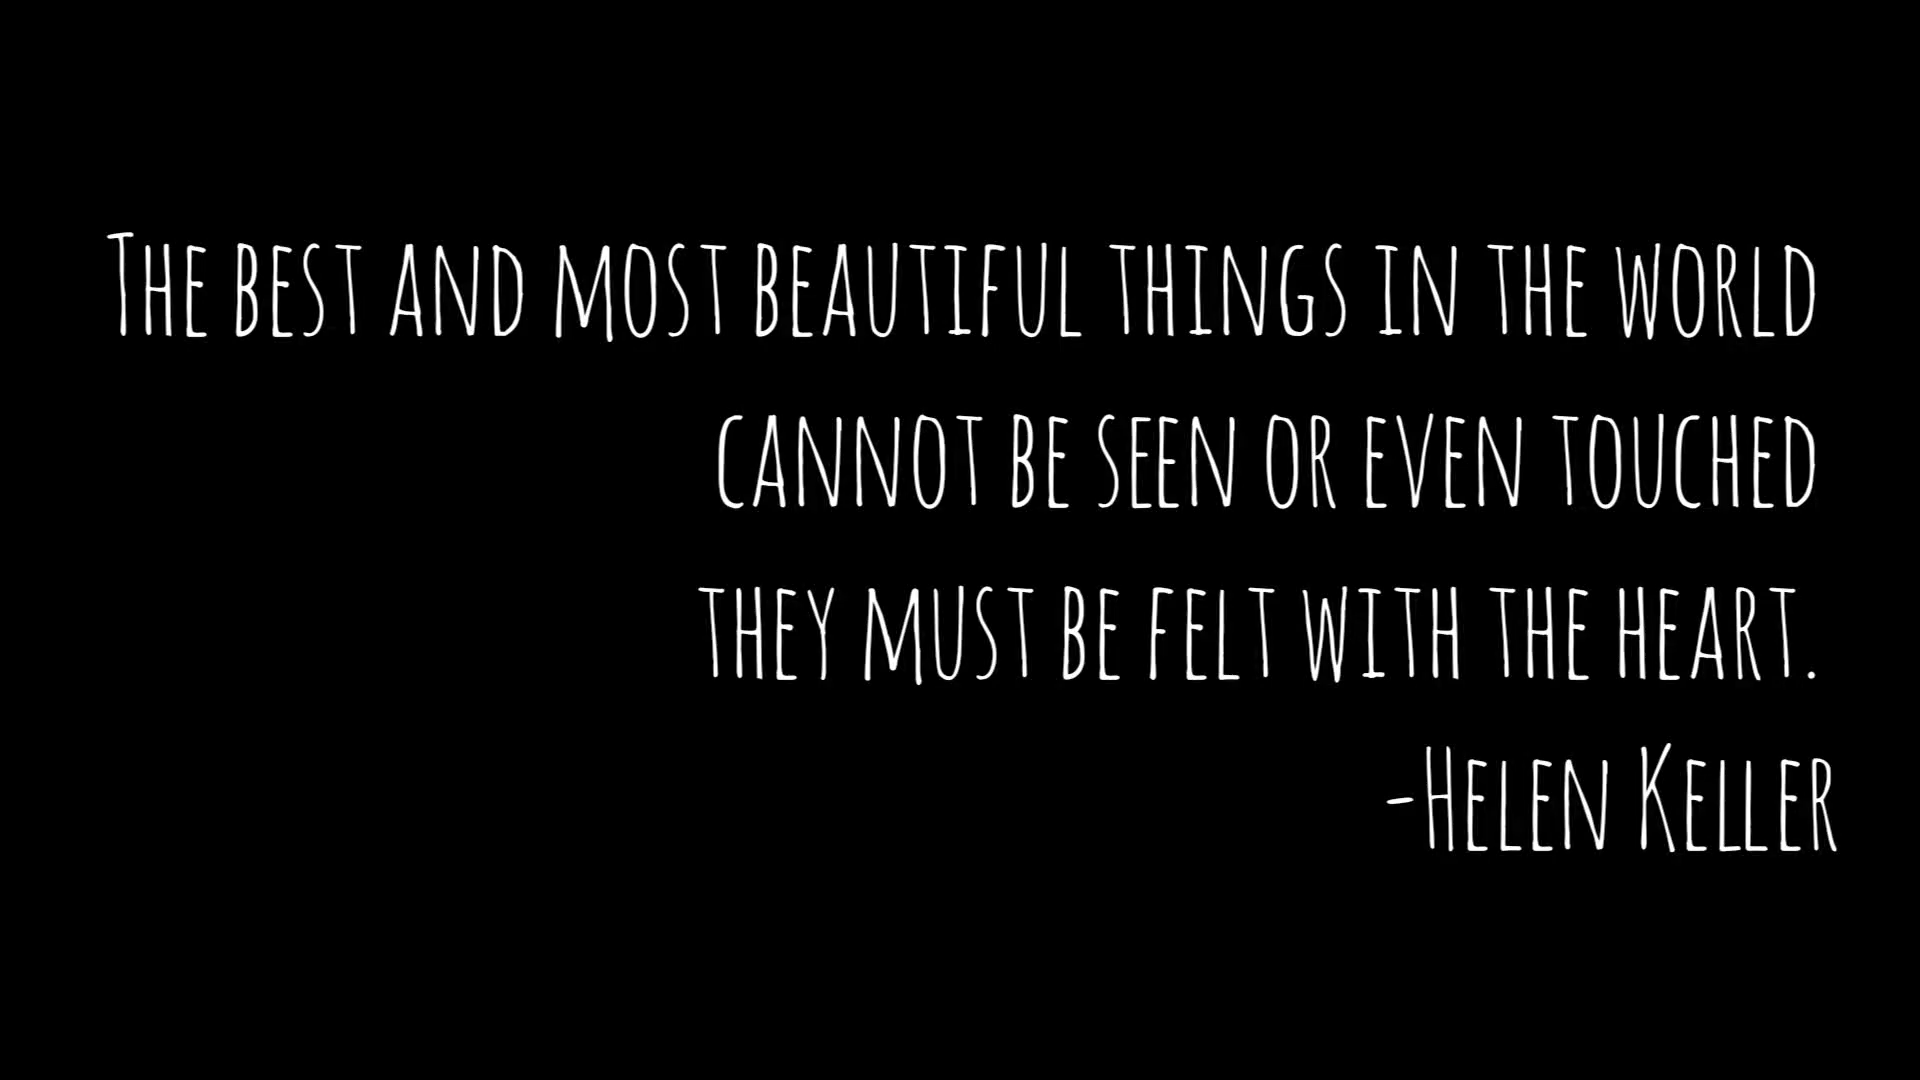 The best and most beautiful things in the world
cannot be seen or even touched
they must be felt with the heart.
-Helen Keller